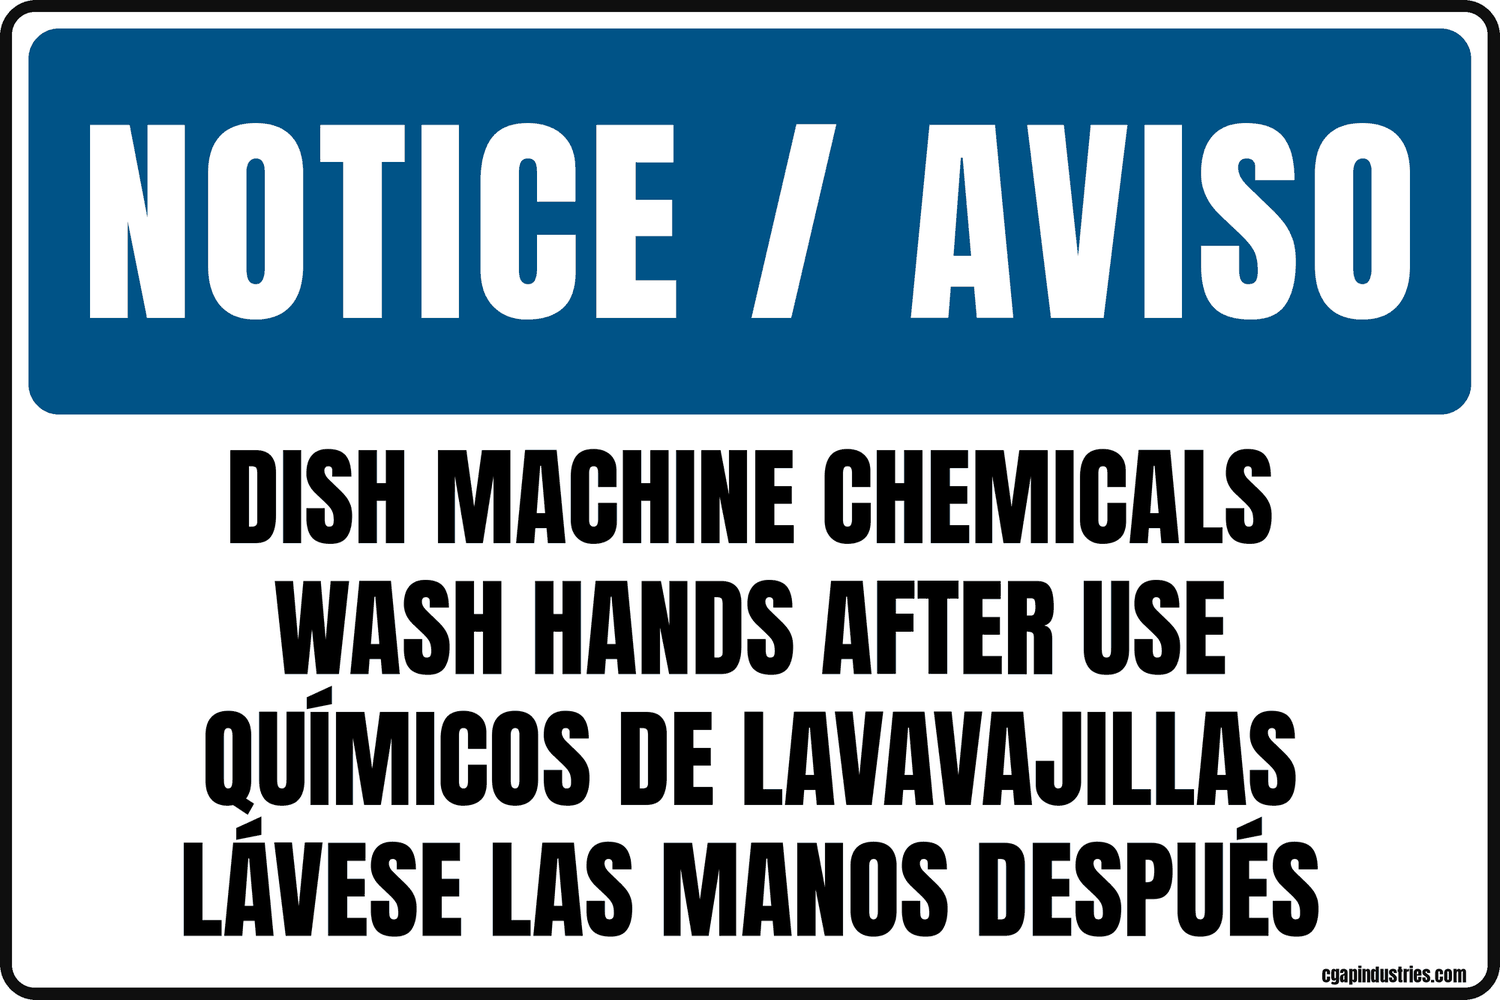 NOTICE / AVISO
DISH MACHINE CHEMICALS
WASH HANDS AFTER USE
QUÍMICOS DE LAVAVAJILLAS
LÁVESE LAS MANOS DESPUÉS
cgapindustries.com